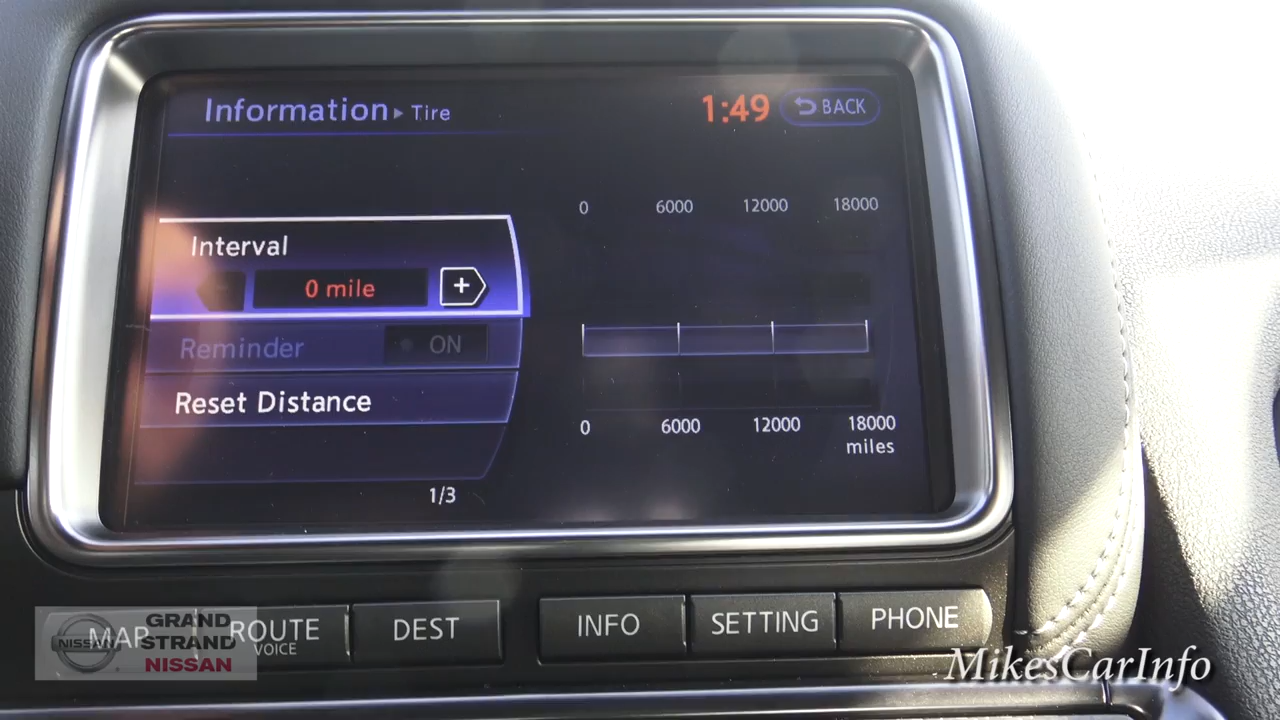 Information ▸ Tire
1:49
BACK
0 6000 12000 18000
Interval
0 mile +
Reminder ON
Reset Distance
0 6000 12000 18000
miles
1/3
MAP
ROUTE
VOICE
DEST
INFO
SETTING
PHONE
NISSAN
GRAND
STRAND
NISSAN
MikesCarInfo